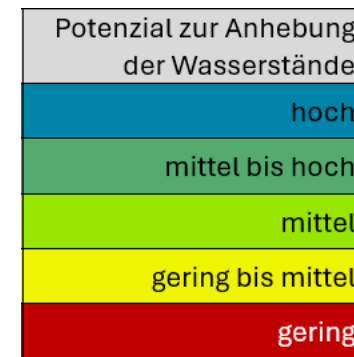 Potenzial zur Anhebung
der Wasserstände
hoch
mittel bis hoch
mittel
gering bis mittel
gering